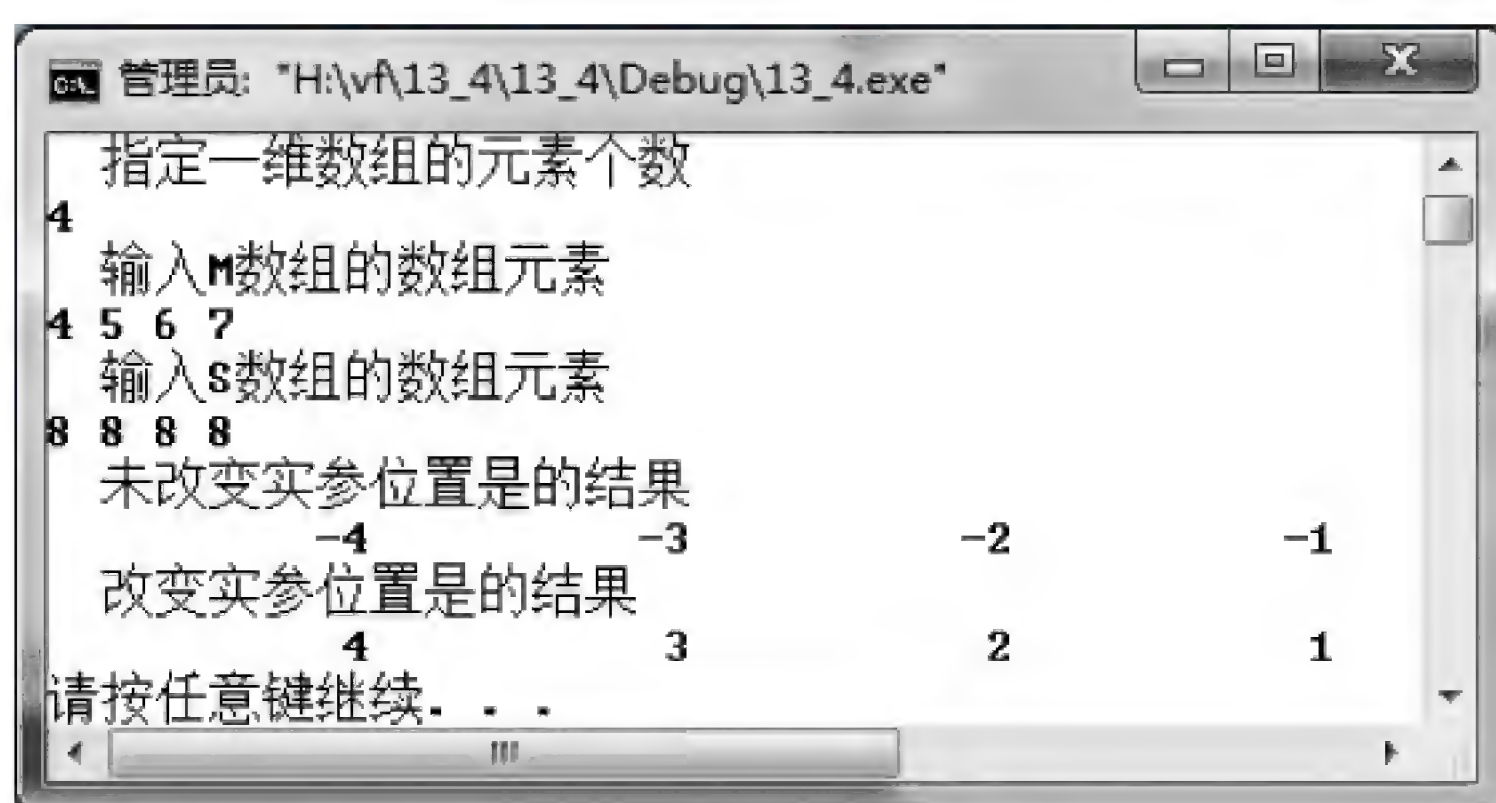 管理员: "H:\vf\13_4\13_4\Debug\13_4.exe"
指定一维数组的元素个数
4
输入M数组的数组元素
4 5 6 7
输入S数组的数组元素
8 8 8 8
未改变实参位置是的结果
-4 -3 -2 -1
改变实参位置是的结果
4 3 2 1
请按任意键继续. . .